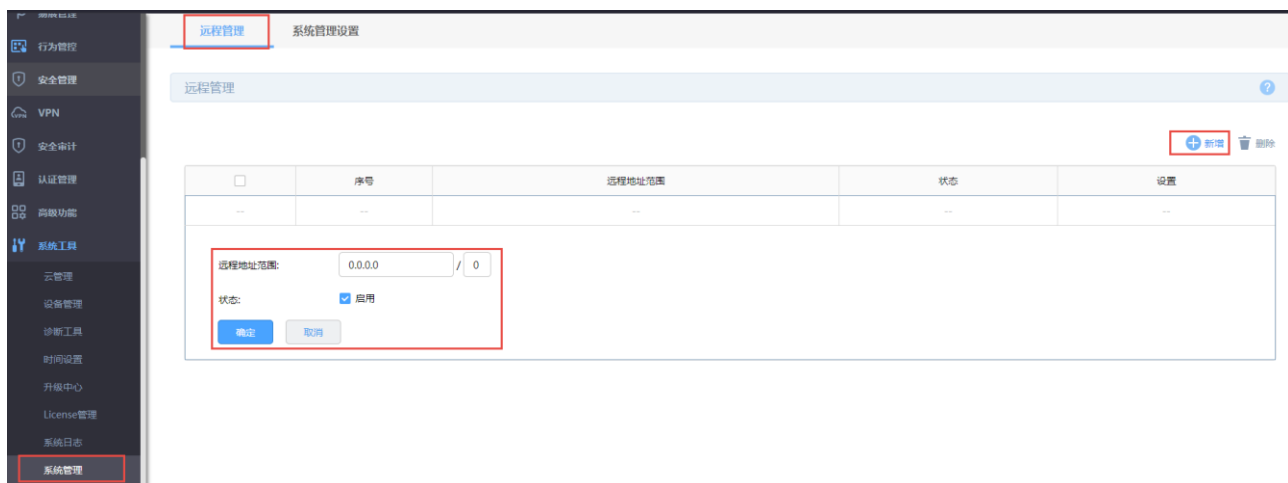 远程管理
系统管理设置
行为管控
安全管理
VPN
安全审计
认证管理
高级功能
系统工具
云管理
设备管理
诊断工具
时间设置
升级中心
License管理
系统日志
系统管理
远程管理
?
新增 删除
序号 远程地址范围 状态 设置
-- -- -- -- --
远程地址范围: 0.0.0.0 / 0
状态: 启用
确定 取消